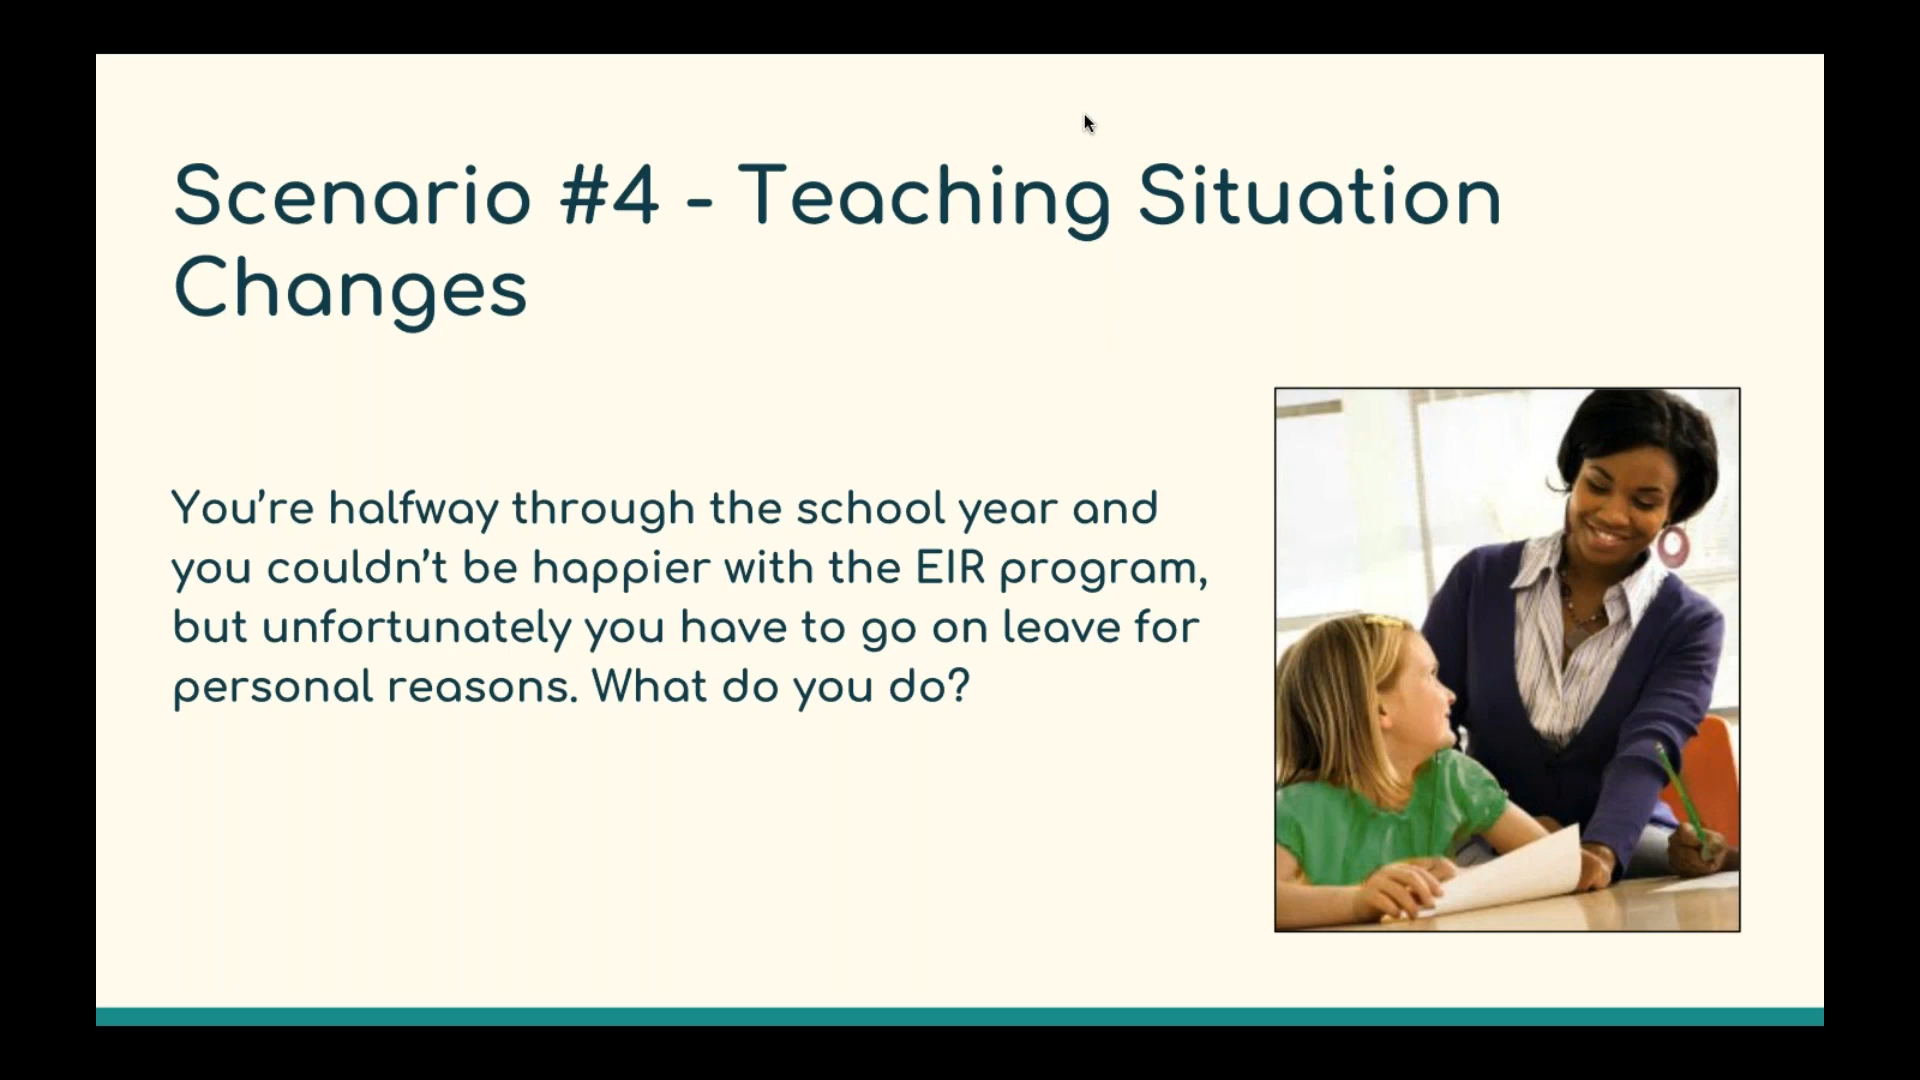 Scenario #4 - Teaching Situation
Changes
You’re halfway through the school year and
you couldn’t be happier with the EIR program,
but unfortunately you have to go on leave for
personal reasons. What do you do?